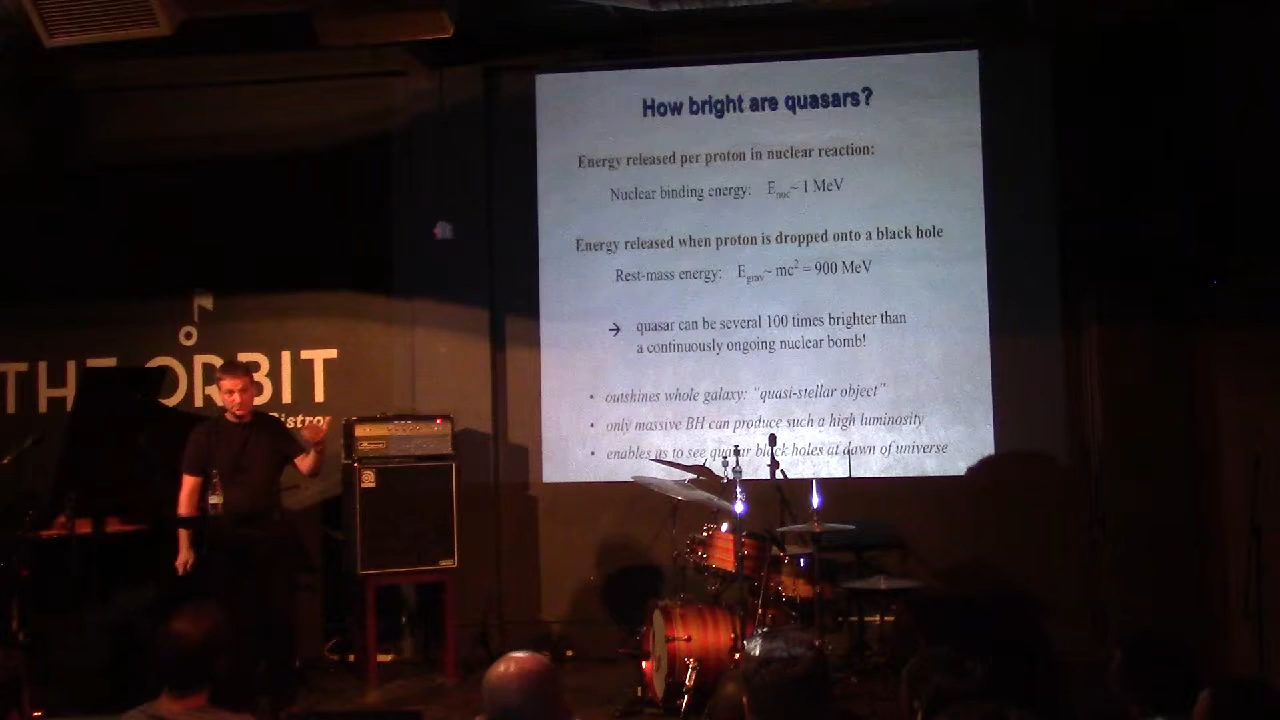 How bright are quasars?
Energy released per proton in nuclear reaction:
Nuclear binding energy: Enuc~ 1 MeV
Energy released when proton is dropped onto a black hole
Rest-mass energy: Egrav~ mc² = 900 MeV
→ quasar can be several 100 times brighter than
a continuously ongoing nuclear bomb!
• outshines whole galaxy: "quasi-stellar object"
• only massive BH can produce such a high luminosity
• enables us to see quasar black holes at dawn of universe
THE ORBIT
Bistro
Ampeg